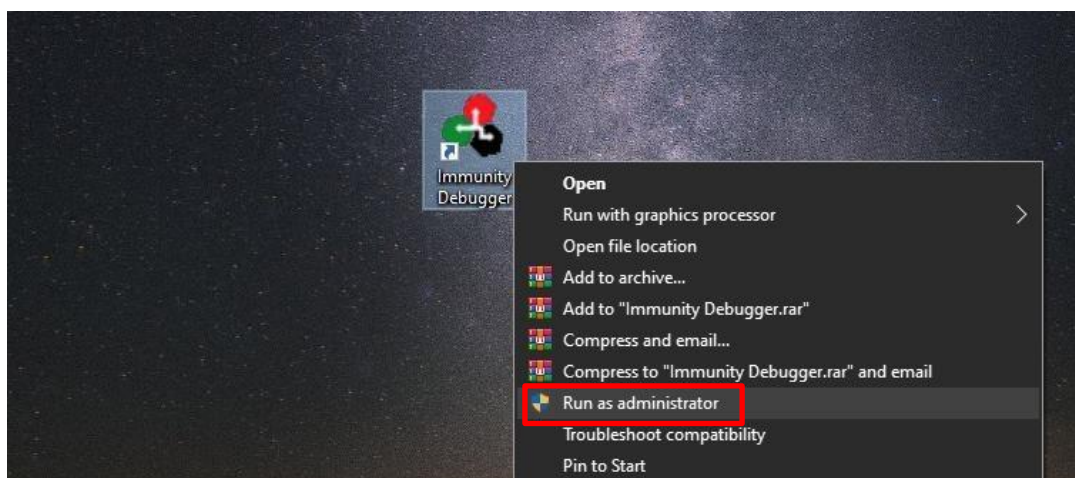 Immunity
Debugger
Open
Run with graphics processor
Open file location
Add to archive...
Add to "Immunity Debugger.rar"
Compress and email...
Compress to "Immunity Debugger.rar" and email
Run as administrator
Troubleshoot compatibility
Pin to Start